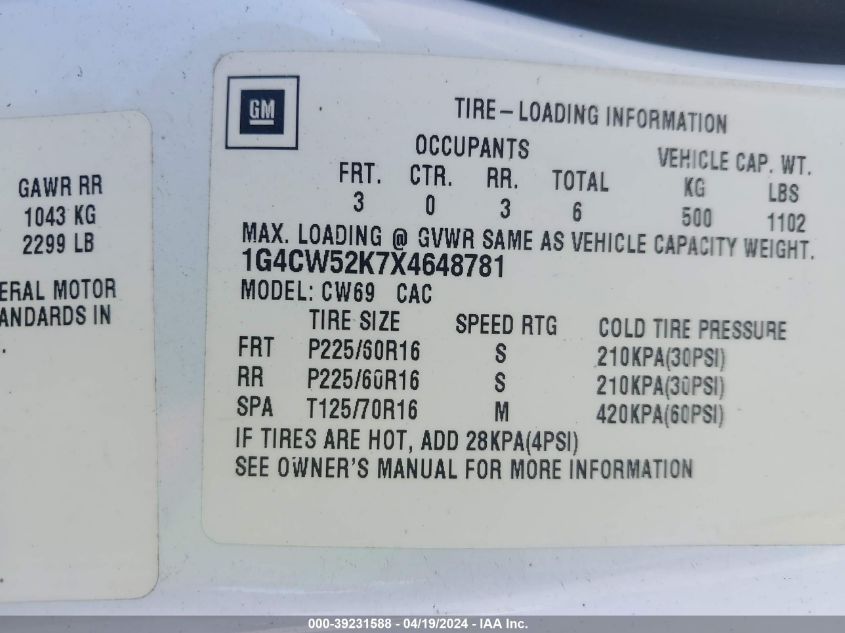 GAWR RR
1043 KG
2299 LB
ERAL MOTOR
ANDARDS IN
.
GM
TIRE-LOADING INFORMATION
OCCUPANTS VEHICLE CAP. WT.
FRT. CTR. RR. TOTAL KG LBS
3 0 3 6 500 1102
MAX. LOADING @ GVWR SAME AS VEHICLE CAPACITY WEIGHT.
1G4CW52K7X4648781
MODEL: CW69 CAC
TIRE SIZE SPEED RTG COLD TIRE PRESSURE
FRT P225/60R16 S 210KPA(30PSI)
RR P225/60R16 S 210KPA(30PSI)
SPA T125/70R16 M 420KPA(60PSI)
IF TIRES ARE HOT, ADD 28KPA(4PSI)
SEE OWNER'S MANUAL FOR MORE INFORMATION
000-39231588 - 04/19/2024 - IAA Inc.